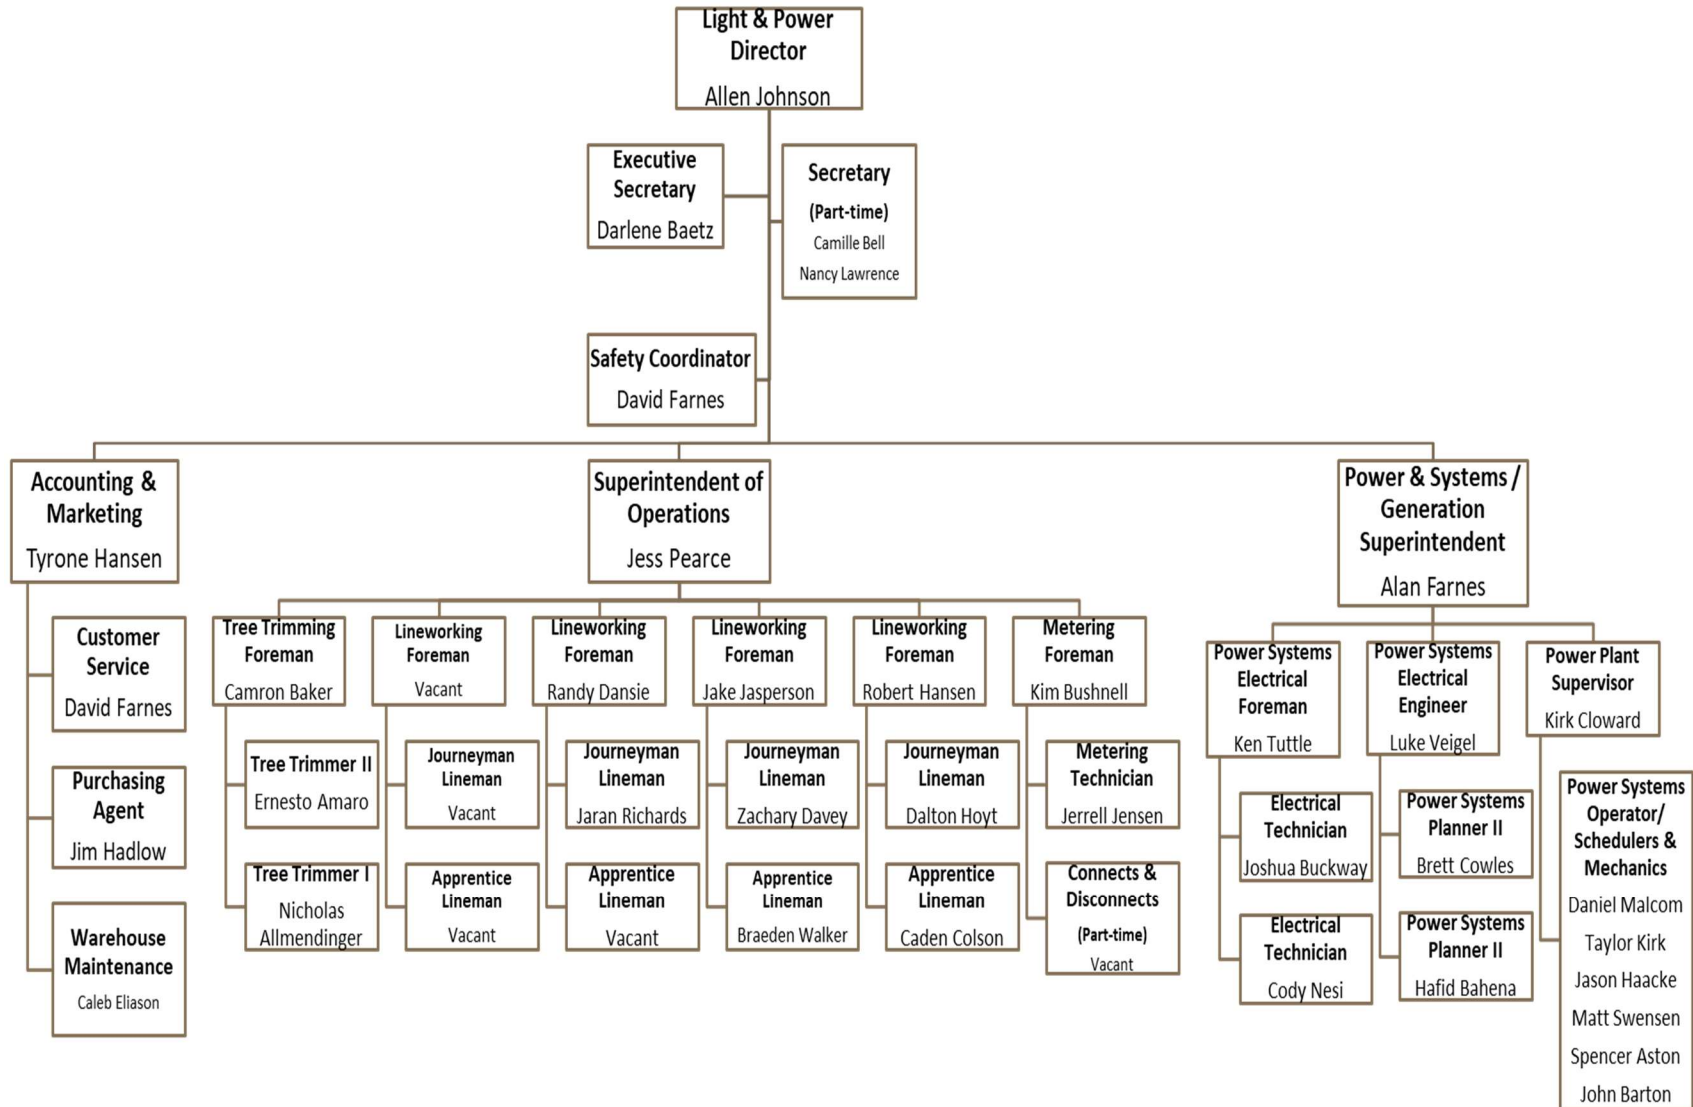 Light & Power
Director
Allen Johnson
Executive
Secretary
Darlene Baetz
Secretary
(Part-time)
Camille Bell
Nancy Lawrence
Safety Coordinator
David Farnes
Accounting &
Marketing
Tyrone Hansen
Customer
Service
David Farnes
Purchasing
Agent
Jim Hadlow
Warehouse
Maintenance
Caleb Eliason
Superintendent of
Operations
Jess Pearce
Tree Trimming
Foreman
Camron Baker
Tree Trimmer II
Ernesto Amaro
Tree Trimmer I
Nicholas
Allmendinger
Lineworking
Foreman
Vacant
Journeyman
Lineman
Vacant
Apprentice
Lineman
Vacant
Lineworking
Foreman
Randy Dansie
Journeyman
Lineman
Jaran Richards
Apprentice
Lineman
Vacant
Lineworking
Foreman
Jake Jasperson
Journeyman
Lineman
Zachary Davey
Apprentice
Lineman
Braeden Walker
Lineworking
Foreman
Robert Hansen
Journeyman
Lineman
Dalton Hoyt
Apprentice
Lineman
Caden Colson
Metering
Foreman
Kim Bushnell
Metering
Technician
Jerrell Jensen
Connects &
Disconnects
(Part-time)
Vacant
Power & Systems /
Generation
Superintendent
Alan Farnes
Power Systems
Electrical
Foreman
Ken Tuttle
Electrical
Technician
Joshua Buckway
Electrical
Technician
Cody Nesi
Power Systems
Electrical
Engineer
Luke Veigel
Power Systems
Planner II
Brett Cowles
Power Systems
Planner II
Hafid Bahena
Power Plant
Supervisor
Kirk Cloward
Power Systems
Operator/
Schedulers &
Mechanics
Daniel Malcom
Taylor Kirk
Jason Haacke
Matt Swensen
Spencer Aston
John Barton